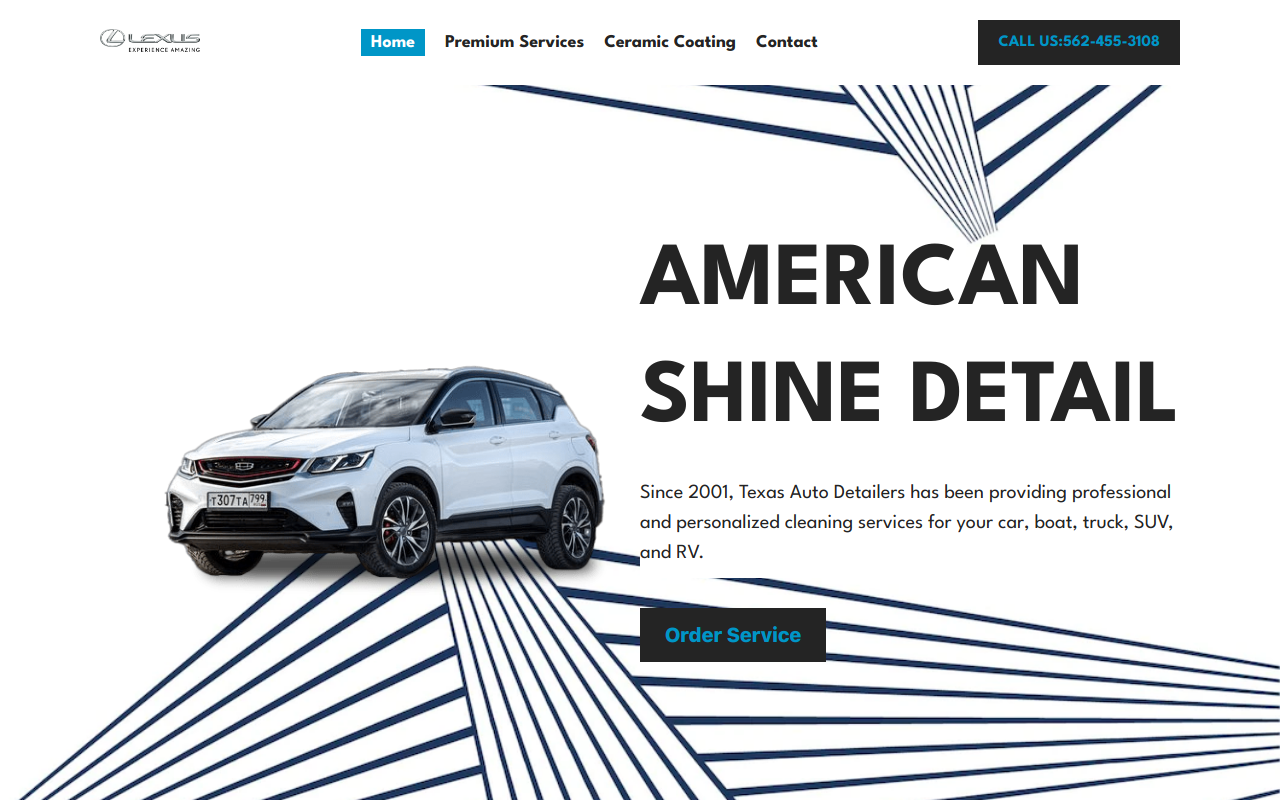 LEXUS
EXPERIENCE AMAZING
Home
Premium Services
Ceramic Coating
Contact
CALL US:562-455-3108
AMERICAN
SHINE DETAIL
Since 2001, Texas Auto Detailers has been providing professional
and personalized cleaning services for your car, boat, truck, SUV,
and RV.
Order Service
Т307ТА 799